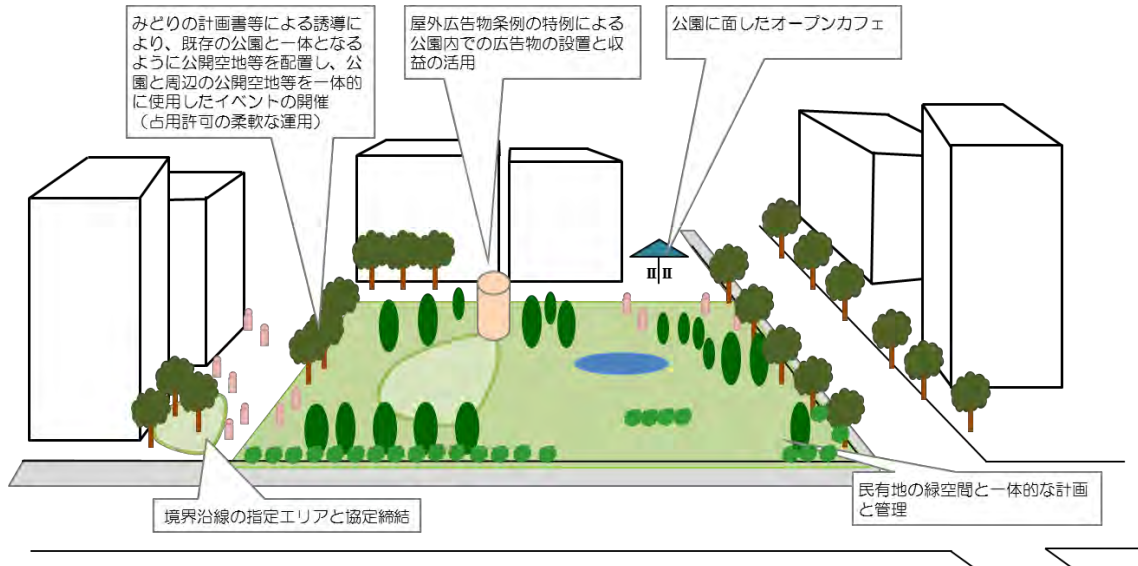 みどりの計画書等による誘導に
より、既存の公園と一体となる
ように公開空地等を配置し、公
園と周辺の公開空地等を一体的
に使用したイベントの開催
（占用許可の柔軟な運用）
屋外広告物条例の特例による
公園内での広告物の設置と収
益の活用
公園に面したオープンカフェ
境界沿線の指定エリアと協定締結
民有地の緑空間と一体的な計画
と管理